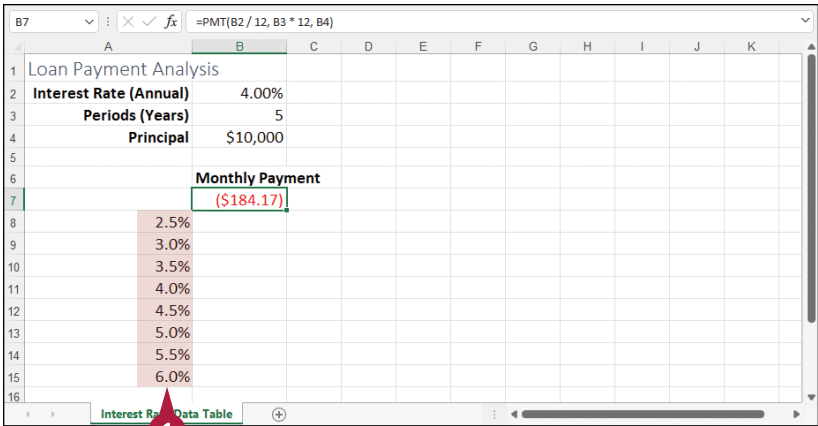 B7 fx =PMT(B2 / 12, B3 * 12, B4)
A B C D E F G H I J K
1 Loan Payment Analysis
2 Interest Rate (Annual) 4.00%
3 Periods (Years) 5
4 Principal $10,000
5
6 Monthly Payment
7 ($184.17)
8 2.5%
9 3.0%
10 3.5%
11 4.0%
12 4.5%
13 5.0%
14 5.5%
15 6.0%
16
Interest Data Table